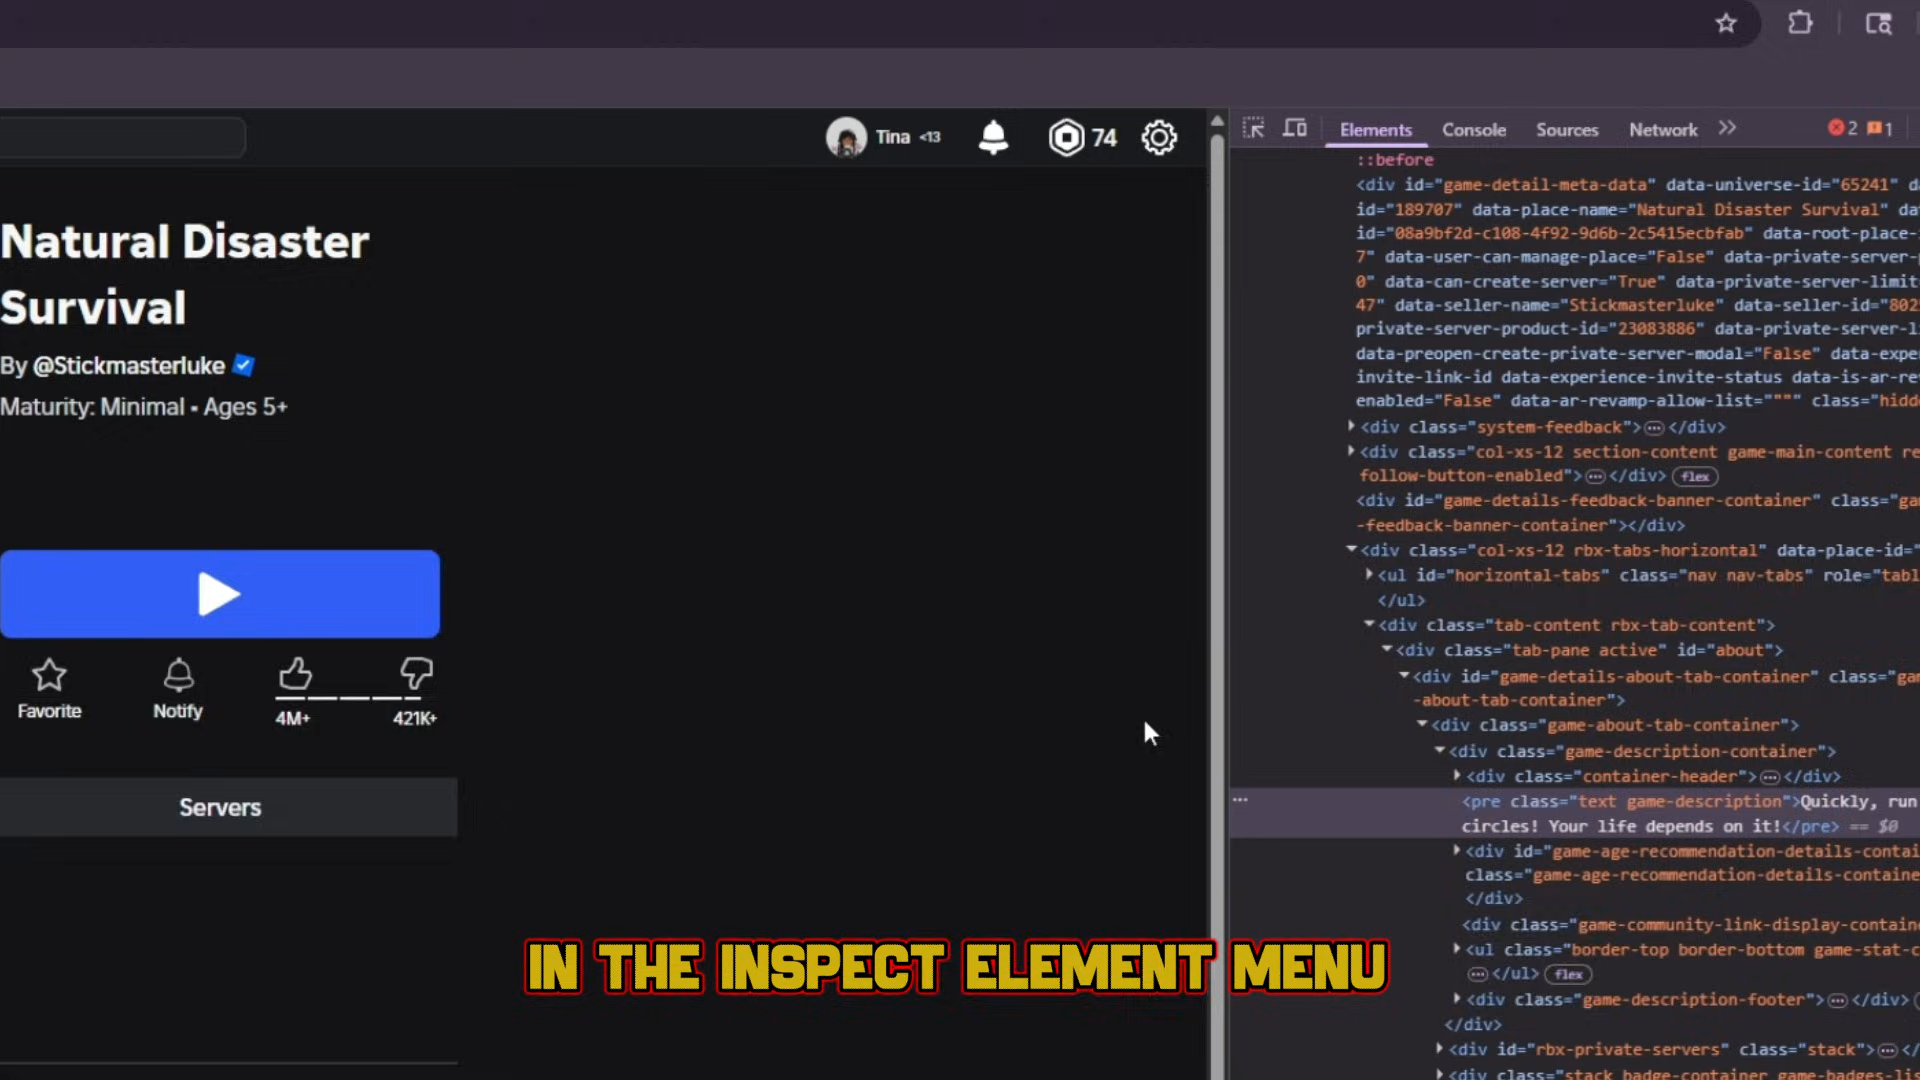 Tina <13
74
Natural Disaster
Survival
By @Stickmasterluke
Maturity: Minimal • Ages 5+
Favorite
Notify
4M+
421K+
Servers
Elements Console Sources Network >> 2 1
::before
<div id="game-detail-meta-data" data-universe-id="65241" d
id="189707" data-place-name="Natural Disaster Survival" da
id="08a9bf2d-c108-4f92-9d6b-2c5415ecbfab" data-root-place-
7" data-user-can-manage-place="False" data-private-server-
0" data-can-create-server="True" data-private-server-limit
47" data-seller-name="Stickmasterluke" data-seller-id="802
private-server-product-id="23083886" data-private-server-l
data-preopen-create-private-server-modal="False" data-expe
invite-link-id data-experience-invite-status data-is-ar-re
enabled="False" data-ar-revamp-allow-list="""" class="hidd
<div class="system-feedback">…</div>
<div class="col-xs-12 section-content game-main-content re
follow-button-enabled">…</div> flex
<div id="game-details-feedback-banner-container" class="ga
-feedback-banner-container"></div>
<div class="col-xs-12 rbx-tabs-horizontal" data-place-id="
<ul id="horizontal-tabs" class="nav nav-tabs" role="tabl
</ul>
<div class="tab-content rbx-tab-content">
<div class="tab-pane active" id="about">
<div id="game-details-about-tab-container" class="ga
-about-tab-container">
<div class="game-about-tab-container">
<div class="game-description-container">
<div class="container-header">…</div>
<pre class="text game-description">Quickly, run
circles! Your life depends on it!</pre> == $0
<div id="game-age-recommendation-details-contai
class="game-age-recommendation-details-containe
</div>
<div class="game-community-link-display-contain
<ul class="border-top border-bottom game-stat-c
…</ul> flex
<div class="game-description-footer">…</div>
</div>
<div id="rbx-private-servers" class="stack">…</
<div class="stack badge-container game-badges-lis
IN THE INSPECT ELEMENT MENU